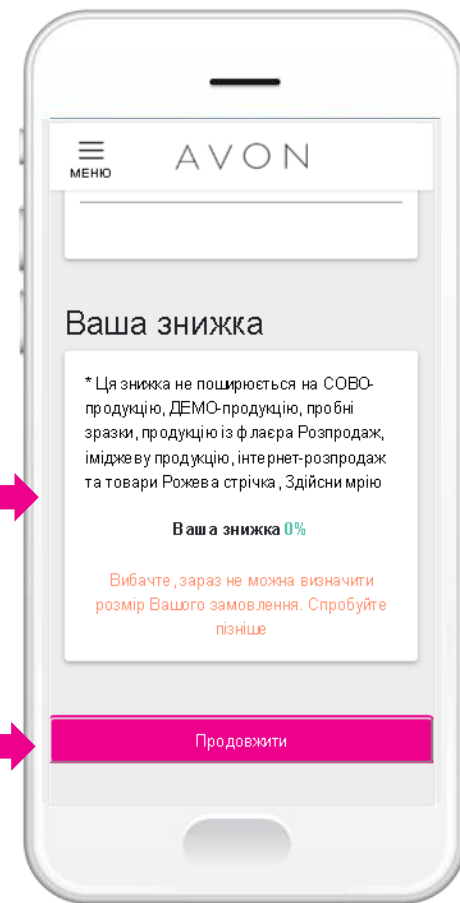 МЕНЮ
AVON
Ваша знижка
* Ця знижка не поширюється на СОВО-
продукцію, ДЕМО-продукцію, пробні
зразки, продукцію із флаєра Розпродаж,
іміджеву продукцію, інтернет-розпродаж
та товари Рожева стрічка, Здійсни мрію
Ваша знижка 0%
Вибачте, зараз не можна визначити
розмір Вашого замовлення. Спробуйте
пізніше
Продовжити